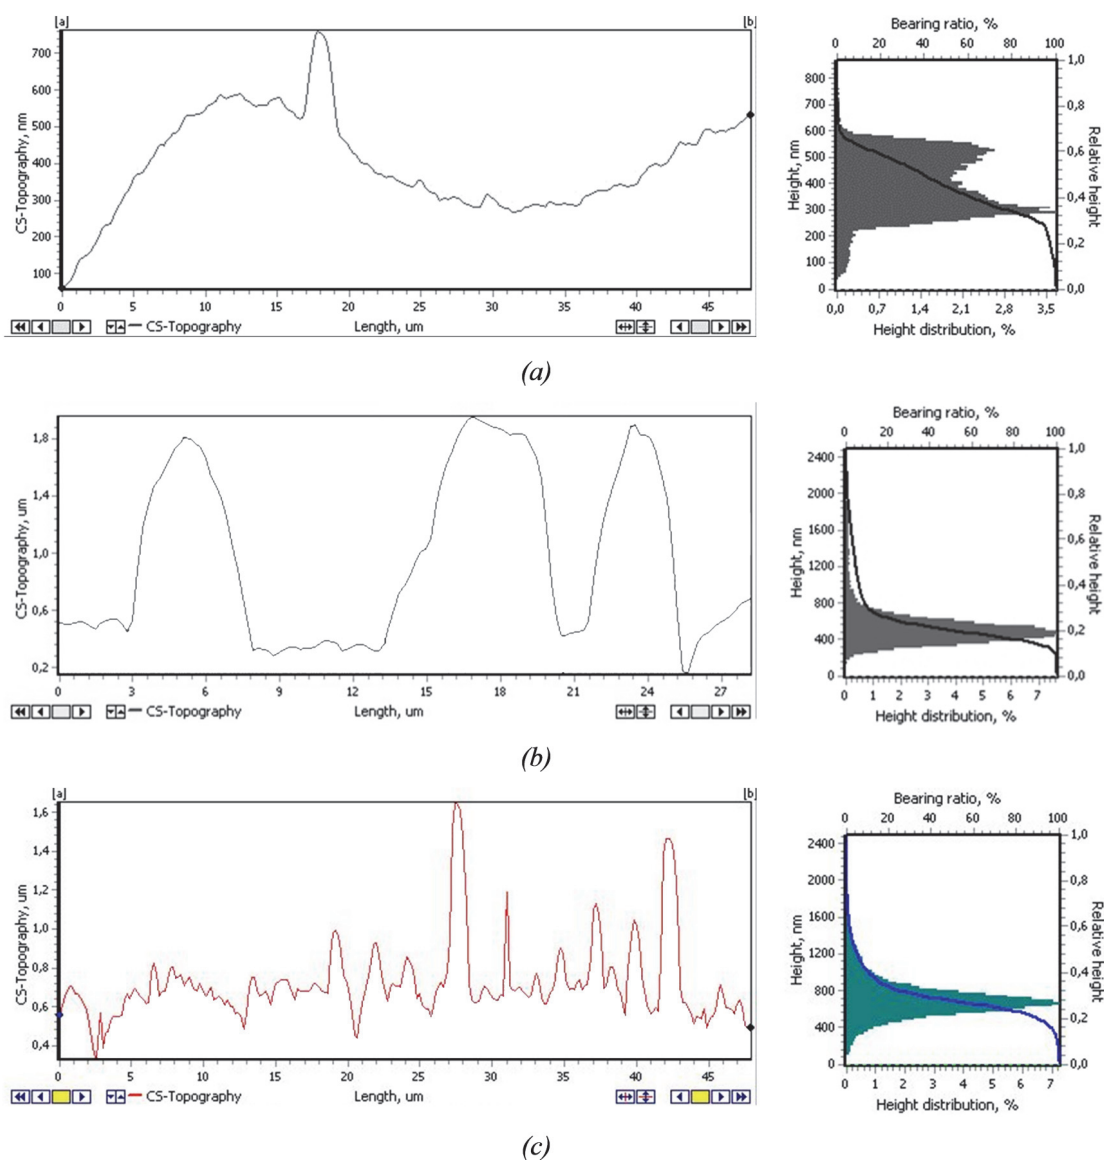 [a] [b]
CS-Topography, nm
700
600
500
400
300
200
100
0 5 10 15 20 25 30 35 40 45
CS-Topography Length, um
Bearing ratio, %
0 20 40 60 80 100
Height, nm
800
700
600
500
400
300
200
100
0
1,0
0,8
0,6
0,4
0,2
0,0
Relative height
0,0 0,7 1,4 2,1 2,8 3,5
Height distribution, %
(a)
CS-Topography, um
1,8
1,4
1,0
0,6
0,2
0 3 6 9 12 15 18 21 24 27
CS-Topography Length, um
Bearing ratio, %
0 20 40 60 80 100
Height, nm
2400
2000
1600
1200
800
400
0
1,0
0,8
0,6
0,4
0,2
0,0
Relative height
0 1 2 3 4 5 6 7
Height distribution, %
(b)
[a] [b]
CS-Topography, um
1,6
1,4
1,2
1,0
0,8
0,6
0,4
0 5 10 15 20 25 30 35 40 45
CS-Topography Length, um
Bearing ratio, %
0 20 40 60 80 100
Height, nm
2400
2000
1600
1200
800
400
0
1,0
0,8
0,6
0,4
0,2
0,0
Relative height
0 1 2 3 4 5 6 7
Height distribution, %
(c)